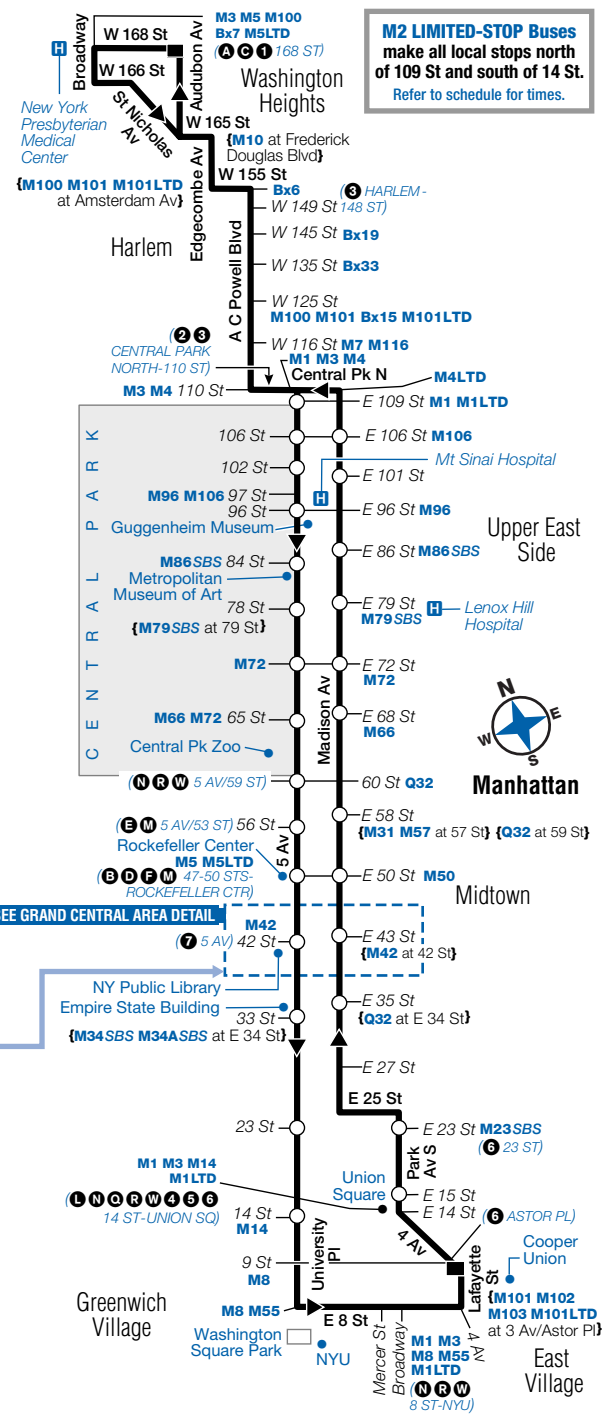 M3 M5 M100
Bx7 M5LTD
(A C 1 168 ST)
Broadway
W 168 St
Audubon Av
W 166 St
H
M2 LIMITED-STOP Buses
make all local stops north
of 109 St and south of 14 St.
Refer to schedule for times.
Washington
Heights
New York
Presbyterian
Medical
Center
St Nicholas
Av
W 165 St
{M10 at Frederick
Douglas Blvd}
Edgecombe Av
W 155 St
{M100 M101 M101LTD
at Amsterdam Av}
Bx6
(3 HARLEM-
148 ST)
W 149 St
Harlem
W 145 St Bx19
A C Powell Blvd
W 135 St Bx33
W 125 St
M100 M101 Bx15 M101LTD
(2 3
CENTRAL PARK
NORTH-110 ST)
W 116 St M7 M116
M1 M3 M4
Central Pk N
M4LTD
M3 M4 110 St
E 109 St M1 M1LTD
CENTRAL PARK
106 St
E 106 St M106
102 St
Mt Sinai Hospital
E 101 St
M96 M106 97 St
H
96 St
E 96 St M96
Guggenheim Museum
Upper East
Side
M86SBS 84 St
E 86 St M86SBS
Metropolitan
Museum of Art
78 St
{M79SBS at 79 St}
E 79 St
M79SBS
H
Lenox Hill
Hospital
M72
E 72 St
M72
Madison Av
M66 M72 65 St
E 68 St
M66
Central Pk Zoo
N
E
S
W
Manhattan
(N R W 5 AV/59 ST)
60 St Q32
(E M 5 AV/53 ST) 56 St
E 58 St
{M31 M57 at 57 St} {Q32 at 59 St}
5 Av
Rockefeller Center
M5 M5LTD
(B D F M 47-50 STS-
ROCKEFELLER CTR)
E 50 St M50
Midtown
SEE GRAND CENTRAL AREA DETAIL
M42
(7 5 AV) 42 St
E 43 St
{M42 at 42 St}
NY Public Library
Empire State Building
33 St
{M34SBS M34ASBS at E 34 St}
E 35 St
{Q32 at E 34 St}
E 27 St
E 25 St
23 St
E 23 St M23SBS
(6 23 ST)
Park
Av S
M1 M3 M14
M1LTD
(L N Q R W 4 5 6
14 ST-UNION SQ)
Union
Square
E 15 St
E 14 St
14 St
M14
4 Av
(6 ASTOR PL)
University
Pl
9 St
M8
Cooper
Union
Lafayette
St
M8 M55
E 8 St
{M101 M102
M103 M101LTD
at 3 Av/Astor Pl}
Greenwich
Village
Washington
Square Park
NYU
Mercer St
Broadway
4 Av
M1 M3
M8 M55
M1LTD
(N R W
8 ST-NYU)
East
Village